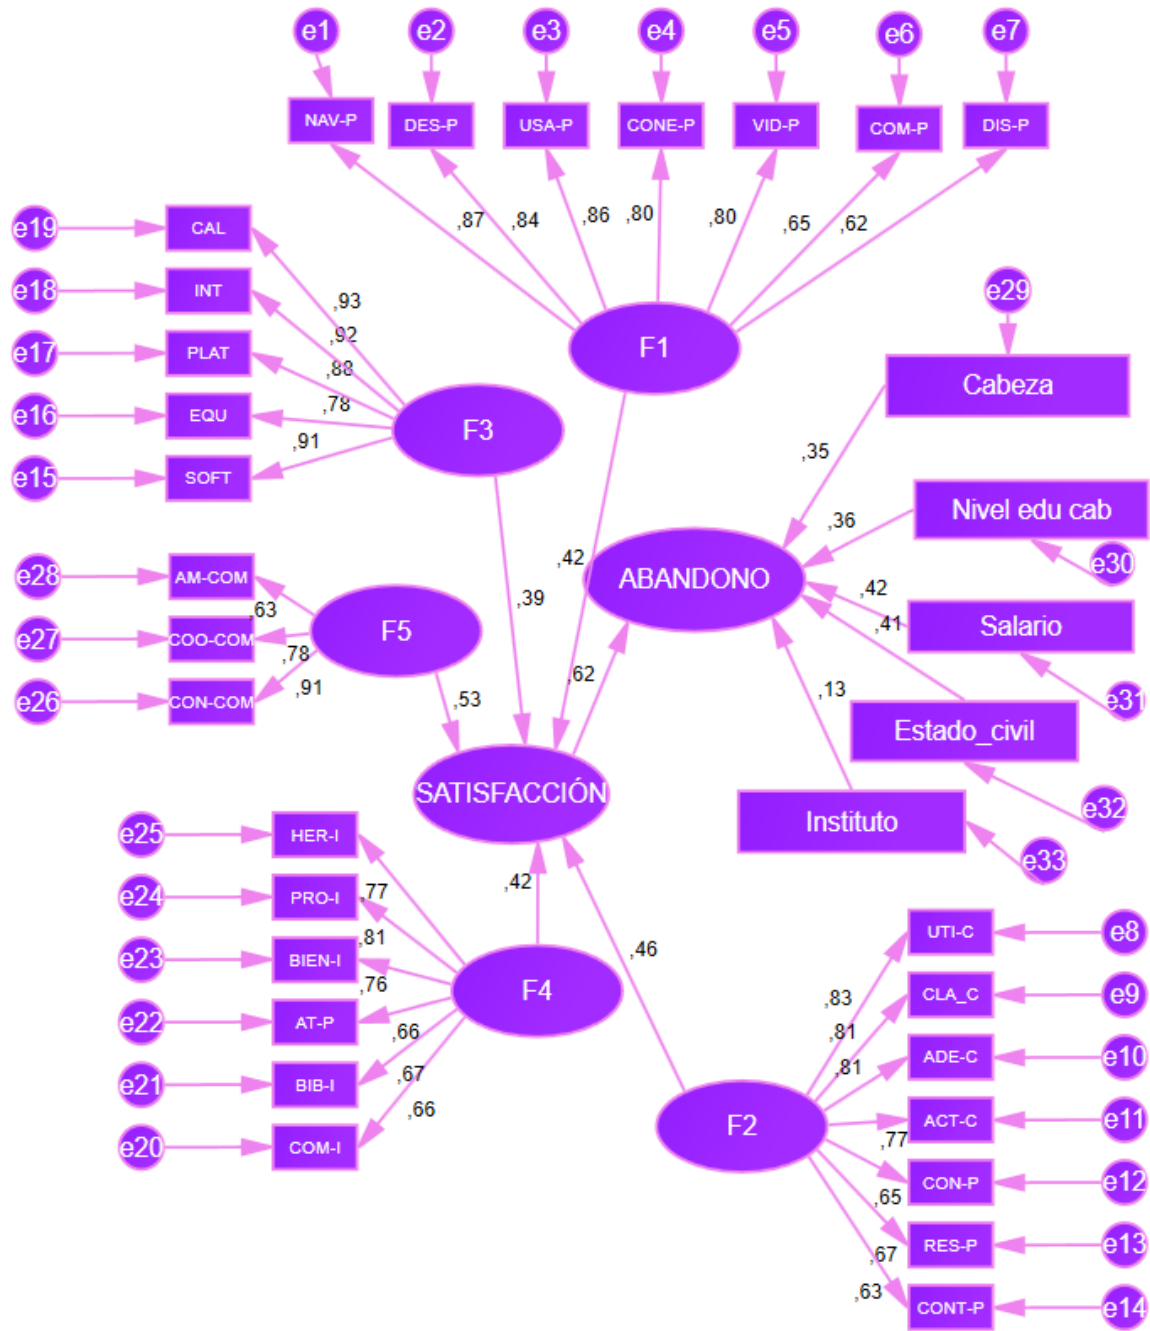 e1 e2 e3 e4 e5 e6 e7
NAV-P DES-P USA-P CONE-P VID-P COM-P DIS-P
,87 ,84 ,86 ,80 ,80 ,65 ,62
F1
e19 CAL
e18 INT
e17 PLAT
e16 EQU
e15 SOFT
,93
,92
,88
,78
,91
F3
e29
Cabeza
,35
Nivel edu cab
,36
e30
ABANDONO
,42
Salario
,41
e31
Estado_civil
,13
e32
Instituto
e33
,42
,39
,62
e28 AM-COM
e27 COO-COM
e26 CON-COM
,63
,78
,91
F5
,53
SATISFACCIÓN
e25 HER-I
e24 PRO-I
e23 BIEN-I
e22 AT-P
e21 BIB-I
e20 COM-I
,77
,81
,76
,66
,67
,66
F4
,42
,46
F2
,83
,81
,81
,77
,65
,67
,63
UTI-C e8
CLA_C e9
ADE-C e10
ACT-C e11
CON-P e12
RES-P e13
CONT-P e14